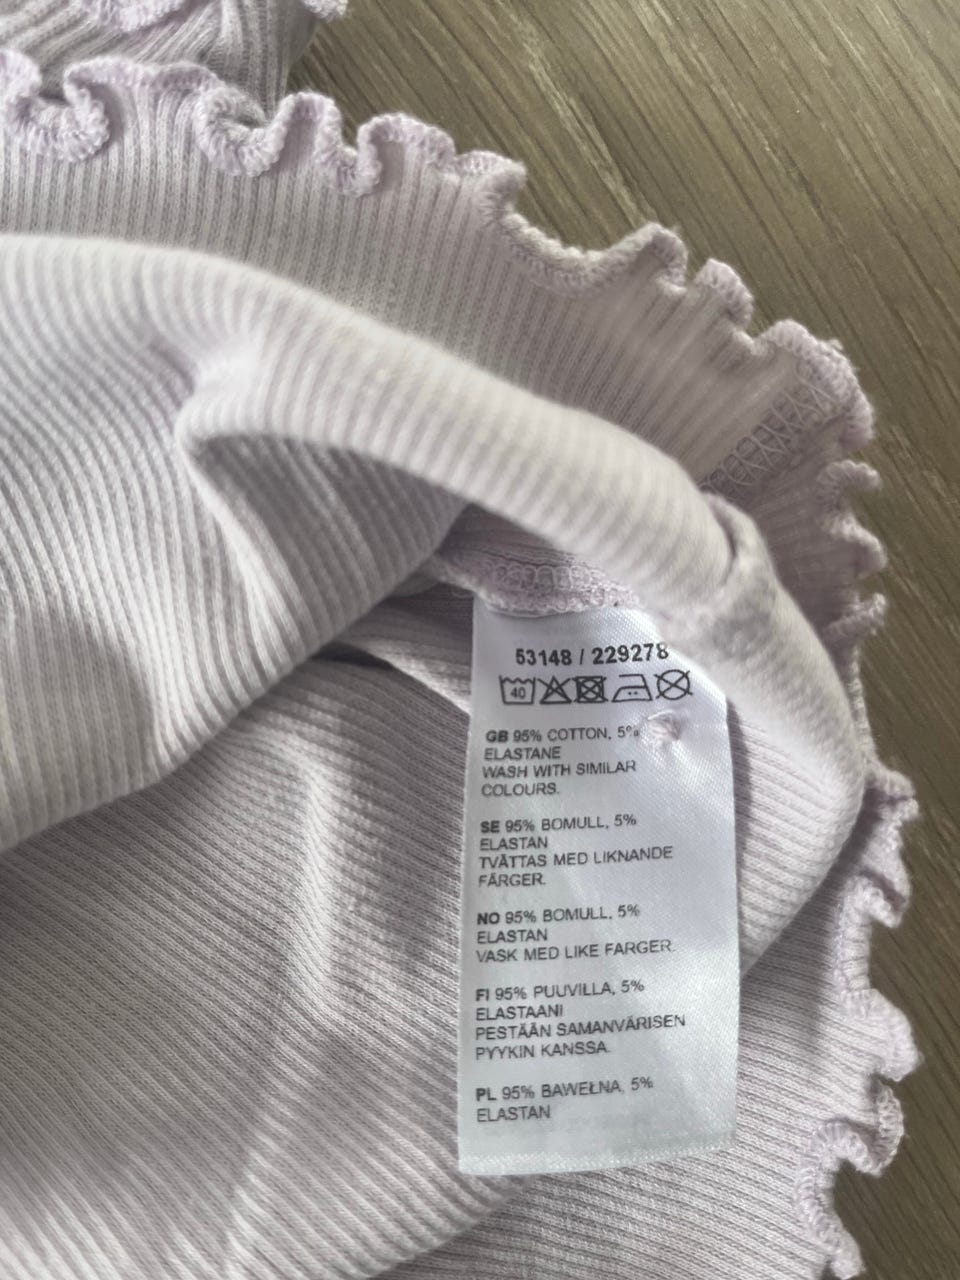 53148 / 229278
40
GB 95% COTTON, 5%
ELASTANE
WASH WITH SIMILAR
COLOURS.
SE 95% BOMULL, 5%
ELASTAN
TVÄTTAS MED LIKNANDE
FÄRGER.
NO 95% BOMULL, 5%
ELASTAN
VASK MED LIKE FARGER.
FI 95% PUUVILLA, 5%
ELASTAANI
PESTÄÄN SAMANVÄRISEN
PYYKIN KANSSA.
PL 95% BAWEŁNA, 5%
ELASTAN